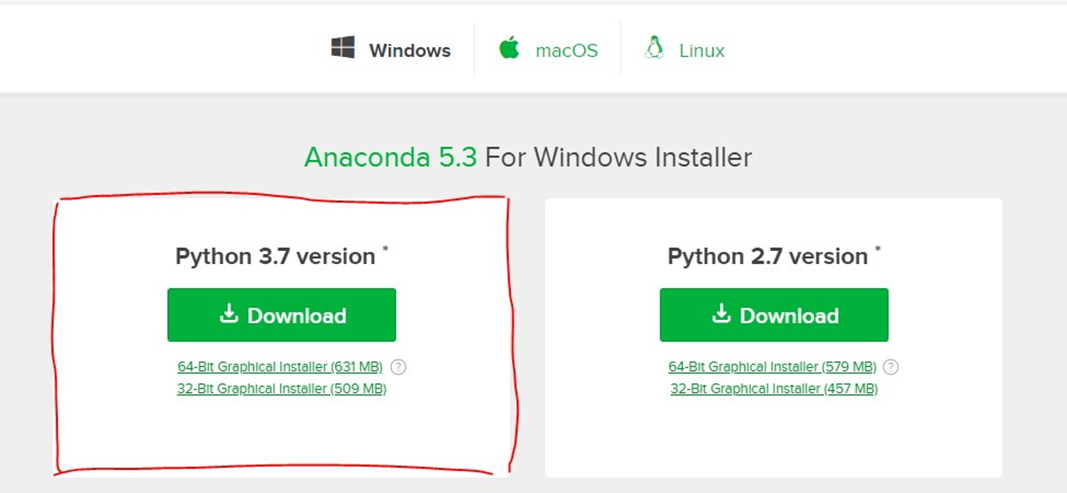 Windows macOS Linux
Anaconda 5.3 For Windows Installer
Python 3.7 version *
Download
64-Bit Graphical Installer (631 MB) ?
32-Bit Graphical Installer (509 MB)
Python 2.7 version *
Download
64-Bit Graphical Installer (579 MB) ?
32-Bit Graphical Installer (457 MB)